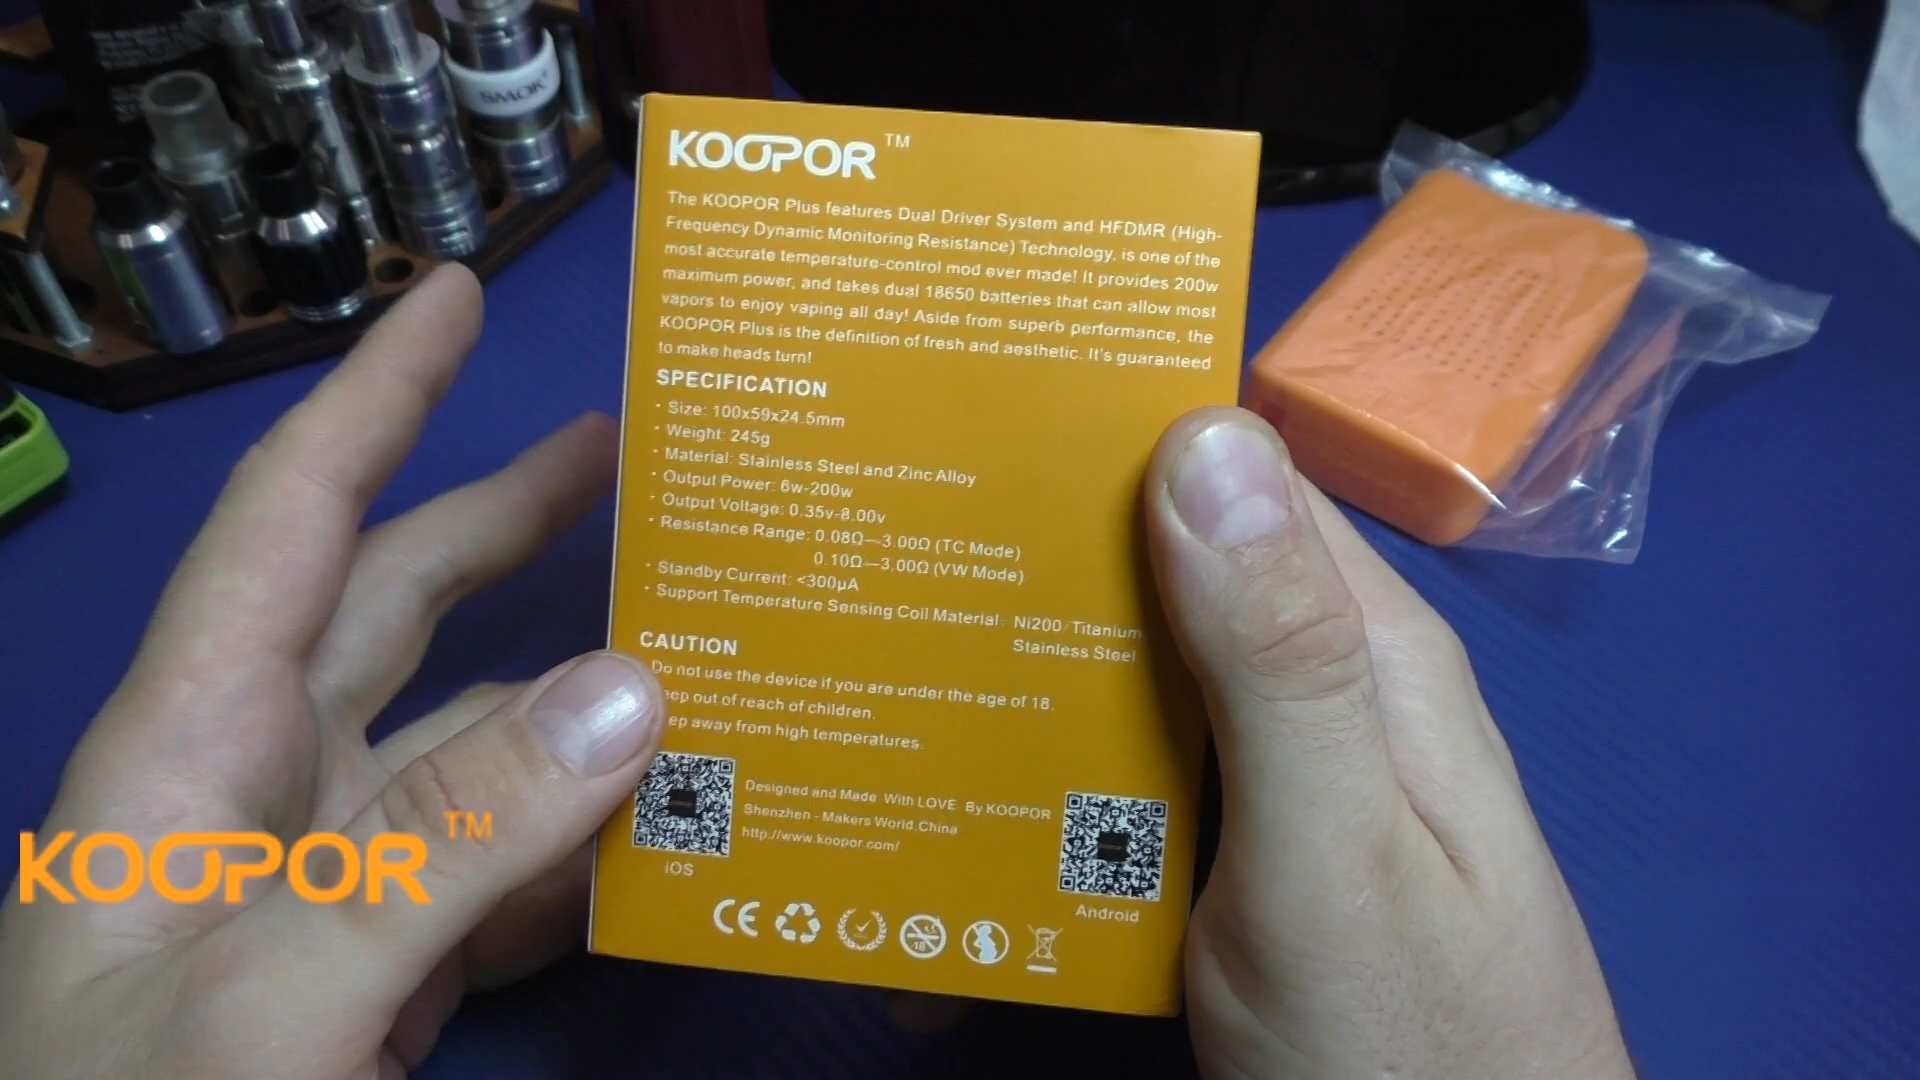 SMOK
KOOPOR™
The KOOPOR Plus features Dual Driver System and HFDMR (High-
Frequency Dynamic Monitoring Resistance) Technology, is one of the
most accurate temperature-control mod ever made! It provides 200w
maximum power, and takes dual 18650 batteries that can allow most
vapors to enjoy vaping all day! Aside from superb performance, the
KOOPOR Plus is the definition of fresh and aesthetic. It's guaranteed
to make heads turn!
SPECIFICATION
· Size: 100x59x24.5mm
· Weight: 245g
· Material: Stainless Steel and Zinc Alloy
· Output Power: 6w-200w
· Output Voltage: 0.35v-8.00v
· Resistance Range: 0.08Ω—3.00Ω (TC Mode)
0.10Ω—3.00Ω (VW Mode)
· Standby Current: <300µA
· Support Temperature Sensing Coil Material: Ni200/Titanium
Stainless Steel
CAUTION
Do not use the device if you are under the age of 18.
eep out of reach of children.
ep away from high temperatures.
Designed and Made With LOVE By KOOPOR
Shenzhen - Makers World,China
http://www.koopor.com/
iOS
Android
CE
-18
KOOPOR™